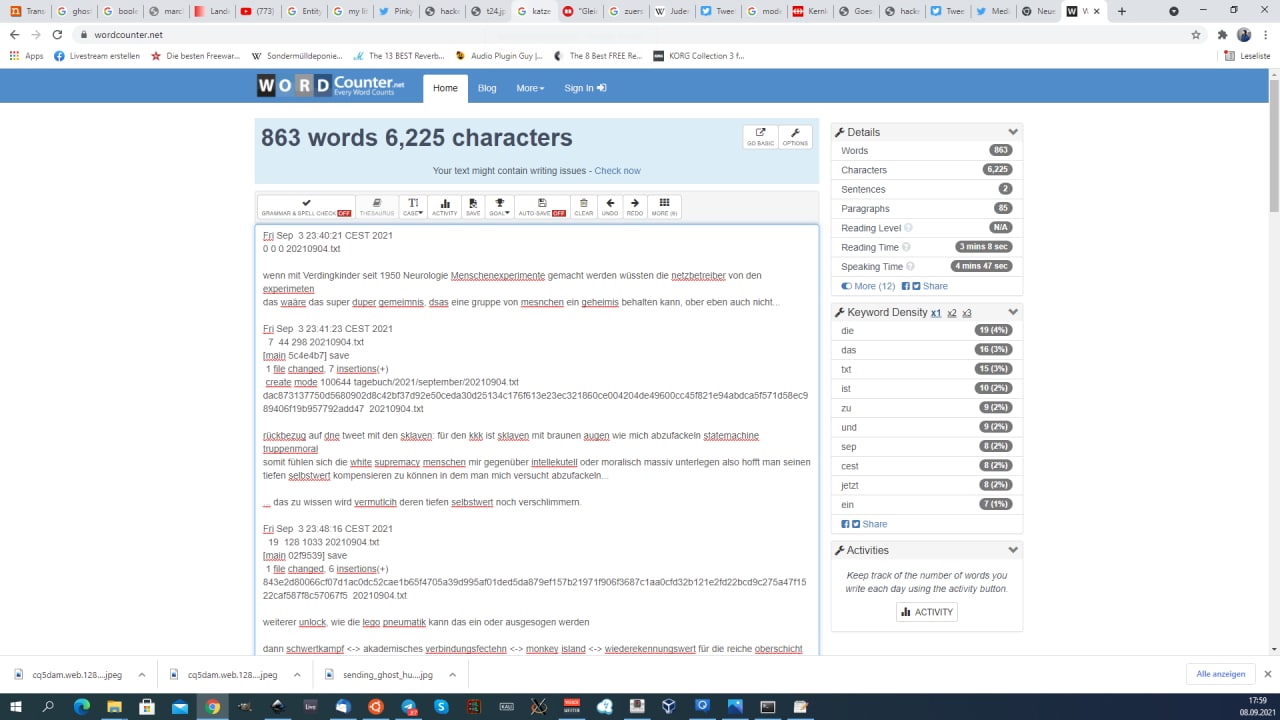 Trans
ghos
book
marc
Land
(773)
Entity
my li
Pinky
hacke
t24.jp
katze
"Glei
zuers
Juder
Twee
mode
Kernk
Goes
hacke
Twee
Medi
Neur
W
wordcounter.net
Apps
Livestream erstellen
Die besten Freewar...
Sondermülldeponie...
The 13 BEST Reverb...
Audio Plugin Guy |...
The 8 Best FREE Re...
KORG Collection 3 f...
Leseliste
WORD Counter.net
Every Word Counts
Home
Blog
More
Sign In
863 words 6,225 characters
GO BASIC
OPTIONS
Your text might contain writing issues - Check now
GRAMMAR & SPELL CHECK OFF
THESAURUS
CASE
ACTIVITY
SAVE
GOAL
AUTO SAVE OFF
CLEAR
UNDO
REDO
MORE (6)
Fri Sep  3 23:40:21 CEST 2021
0 0 0 20210904.txt
wenn mit Verdingkinder seit 1950 Neurologie Menschenexperimente gemacht werden wüssten die netzbetreiber von den
experimeten
das waäre das super duper gemeimnis, dsas eine gruppe von mesnchen ein geheimis behalten kann, ober eben auch nicht...
Fri Sep  3 23:41:23 CEST 2021
7  44 298 20210904.txt
[main 5c4e4b7] save
1 file changed, 7 insertions(+)
create mode 100644 tagebuch/2021/september/20210904.txt
dac873137750d5680902d8c42bf37d92e50ceda30d25134c176f613e23ec321860ce004204de49600cc45f821e94abdca5f571d58ec9
89406f19b957792add47  20210904.txt
rückbezug auf dne tweet mit den sklaven: für den kkk ist sklaven mit braunen augen wie mich abzufackeln statemachine
truppenmoral
somit fühlen sich die white supremacy menschen mir gegenüber intellekutell oder moralisch massiv unterlegen also hofft man seinen
tiefen selbstwert kompensieren zu können in dem man mich versucht abzufackeln...
... das zu wissen wird vermutlcih deren tiefen selbstwert noch verschlimmern.
Fri Sep  3 23:48:16 CEST 2021
19  128 1033 20210904.txt
[main 02f9539] save
1 file changed, 6 insertions(+)
843e2d80066cf07d1ac0dc52cae1b65f4705a39d995af01ded5da879ef157b21971f906f3687c1aa0cfd32b121e2fd22bcd9c275a47f15
22caf587f8c57067f5  20210904.txt
weiterer unlock, wie die lego pneumatik kann das ein oder ausgesogen werden
dann schwertkampf <-> akademisches verbindungsfectehn <-> monkey island <-> wiederekennungswert für die reiche oberschicht
Details
Words 863
Characters 6,225
Sentences 2
Paragraphs 85
Reading Level N/A
Reading Time 3 mins 8 sec
Speaking Time 4 mins 47 sec
More (12) Share
Keyword Density x1 x2 x3
die 19 (4%)
das 16 (3%)
txt 15 (3%)
ist 10 (2%)
zu 9 (2%)
und 9 (2%)
sep 8 (2%)
cest 8 (2%)
jetzt 8 (2%)
ein 7 (1%)
Share
Activities
Keep track of the number of words you
write each day using the activity button.
ACTIVITY
cq5dam.web.128....jpeg
cq5dam.web.128....jpeg
sending_ghost_hu....jpg
Alle anzeigen
17:59
08.09.2021